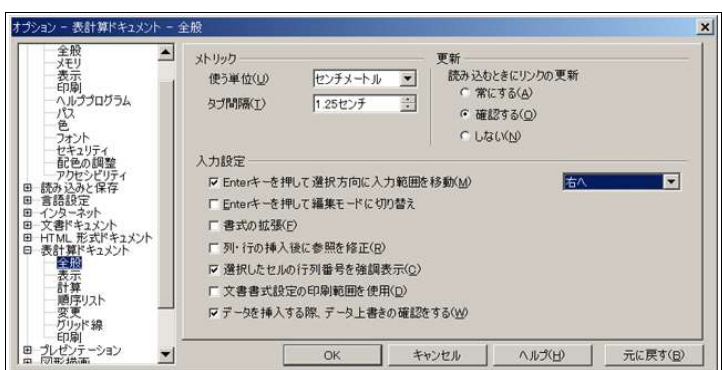 オプション - 表計算ドキュメント - 全般
全般
メモリ
表示
印刷
ヘルププログラム
パス
色
フォント
セキュリティ
配色の調整
アクセシビリティ
読み込みと保存
言語設定
インターネット
文書ドキュメント
HTML 形式ドキュメント
表計算ドキュメント
全般
表示
計算
順序リスト
変更
グリッド線
印刷
プレゼンテーション
図形描画
メトリック
使う単位(U)
センチメートル
タブ間隔(T)
1.25センチ
更新
読み込むときにリンクの更新
常にする(A)
確認する(Q)
しない(N)
入力設定
Enterキーを押して選択方向に入力範囲を移動(M)
右へ
Enterキーを押して編集モードに切り替え
書式の拡張(F)
列・行の挿入後に参照を修正(R)
選択したセルの行列番号を強調表示(C)
文書書式設定の印刷範囲を使用(D)
データを挿入する際、データ上書きの確認をする(W)
OK
キャンセル
ヘルプ(H)
元に戻す(B)